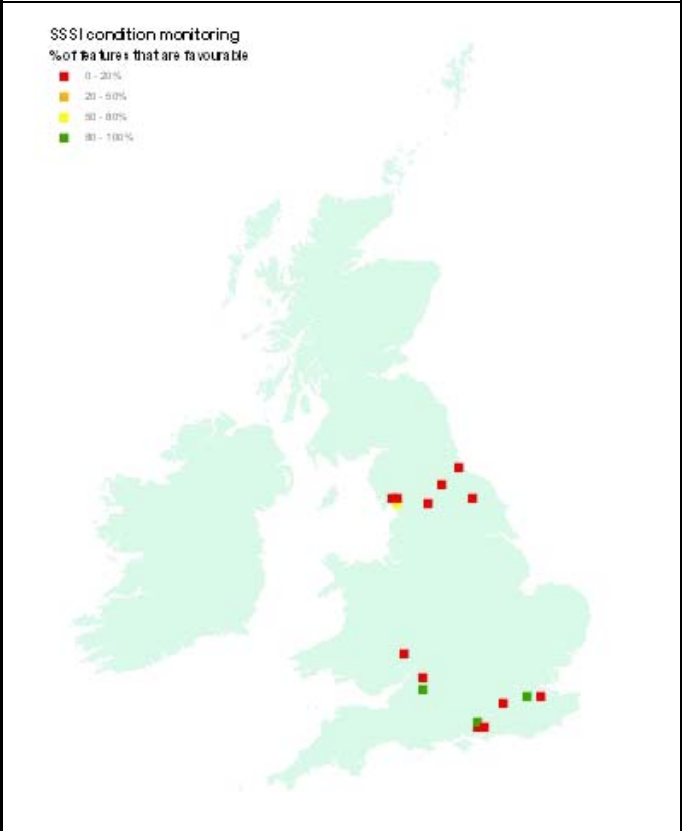 SSSI condition monitoring
% of features that are favourable
0 - 20%
20 - 50%
50 - 80%
80 - 100%